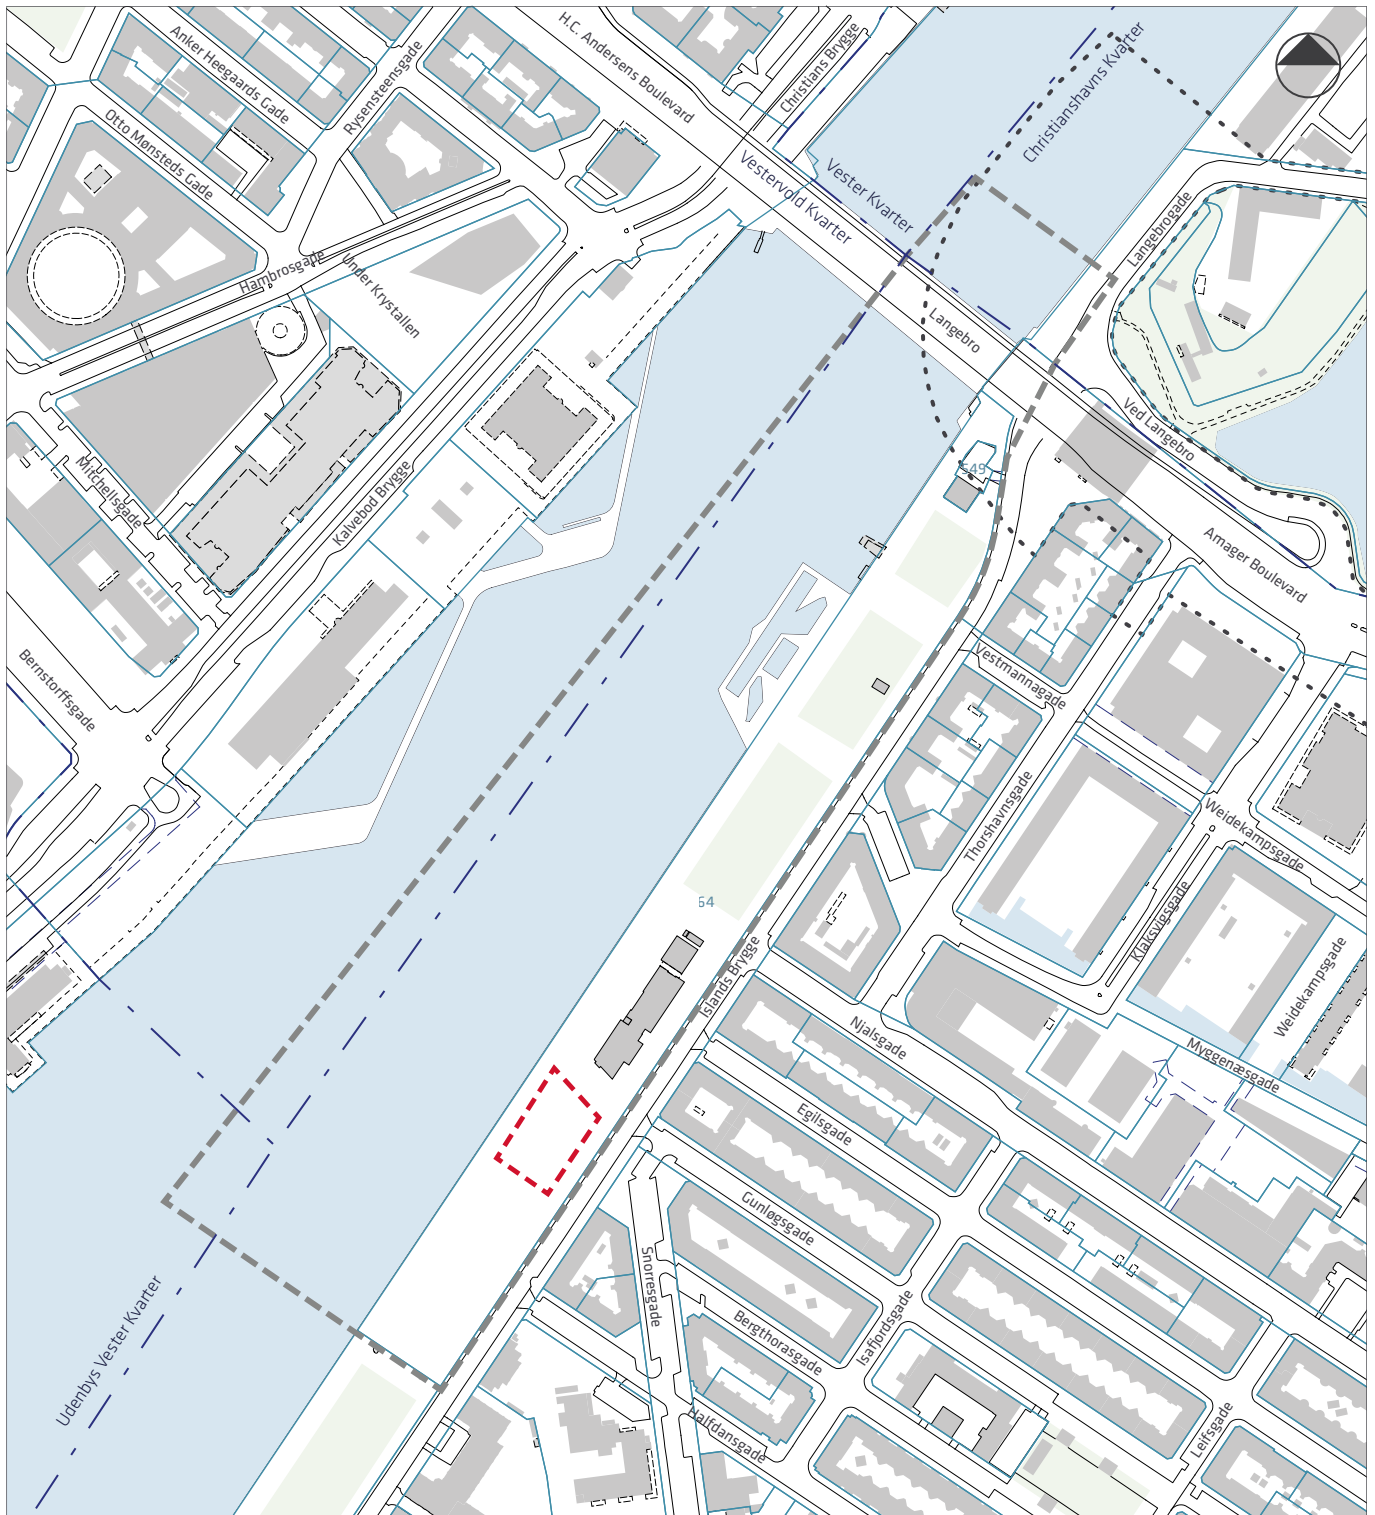 Anker Heegaards Gade
Rysensteensgade
H.C. Andersens Boulevard
Christians Brygge
Christianshavns Kvarter
Otto Mønsteds Gade
Vestervold Kvarter
Vester Kvarter
Langebrogade
Hambrosgade
Under Krystallen
Langebro
Ved Langebro
Mitchellsgade
Kalvebod Brygge
549
Amager Boulevard
Bernstorffsgade
Vestmannagade
Thorshavnsgade
Weidekampsgade
Klaksvigsgade
64
Islands Brygge
Weidekampsgade
Njalsgade
Myggenæsgade
Egilsgade
Gunløgsgade
Snorresgade
Bergthorasgade
Isafjordsgade
Udenbys Vester Kvarter
Halfdansgade
Leifsgade